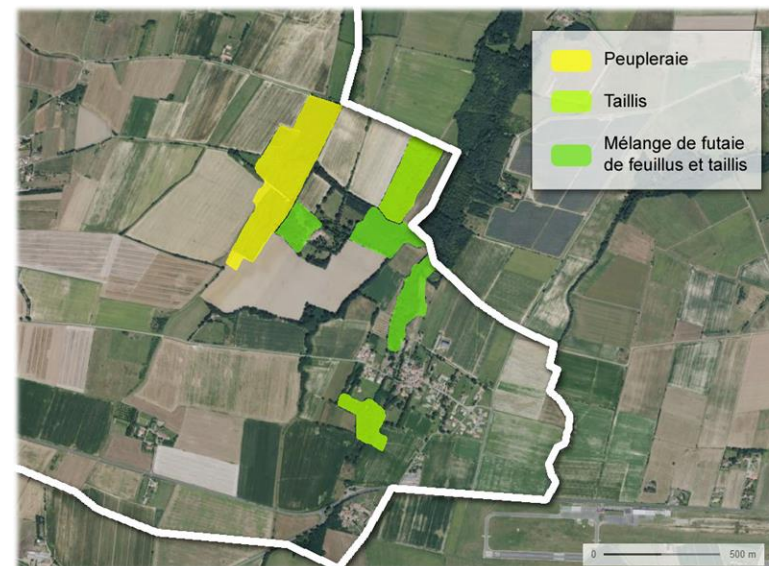 Peupleraie
Taillis
Mélange de futaie
de feuillus et taillis
0 500 m